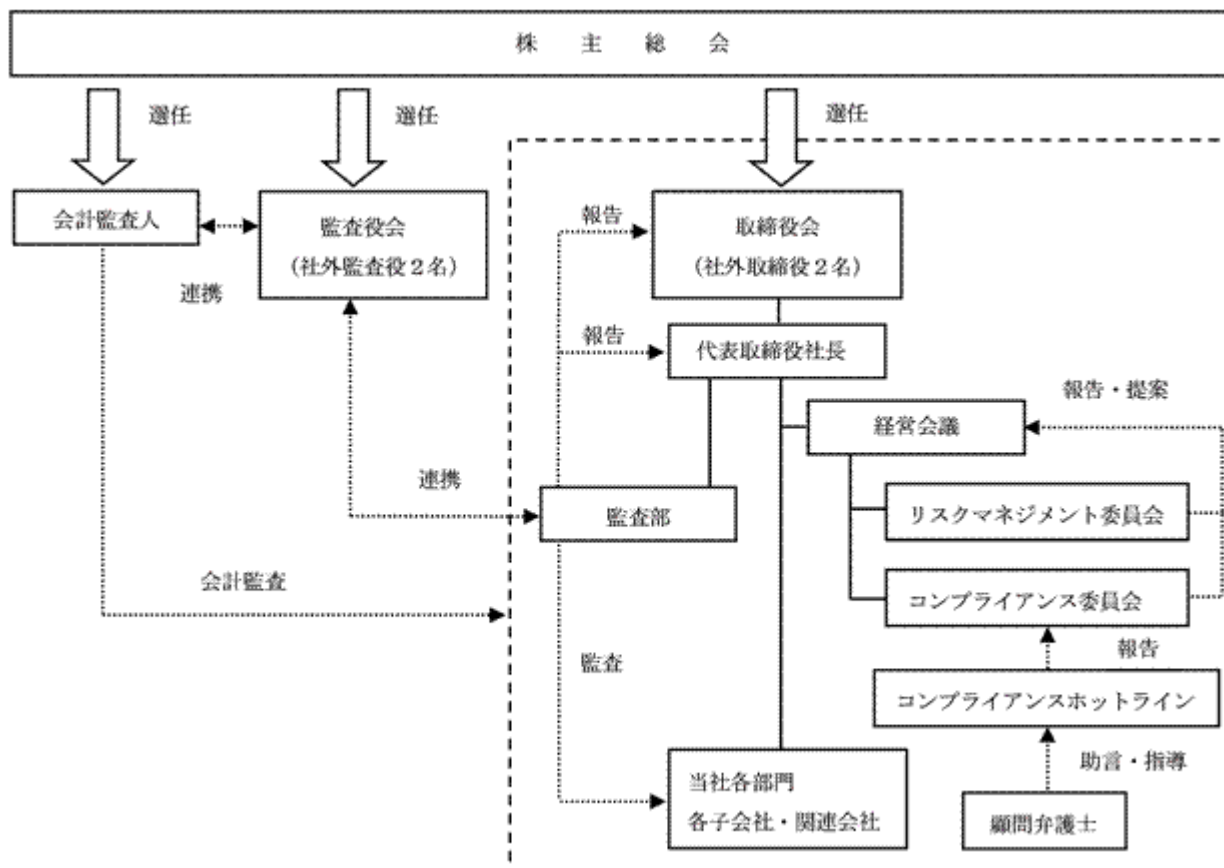 株主総会
選任
選任
選任
会計監査人
監査役会
（社外監査役２名）
報告
取締役会
（社外取締役２名）
連携
報告
代表取締役社長
報告・提案
経営会議
連携
監査部
リスクマネジメント委員会
会計監査
コンプライアンス委員会
監査
報告
コンプライアンスホットライン
当社各部門
各子会社・関連会社
助言・指導
顧問弁護士